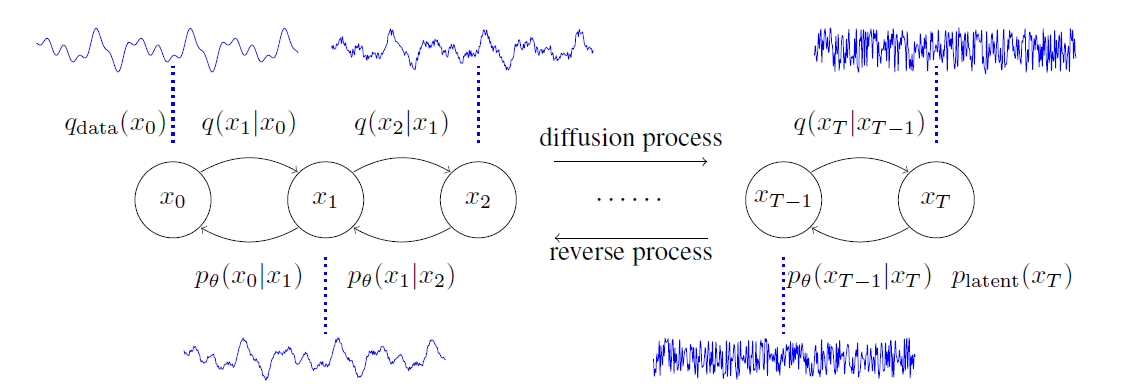 q_data(x_0) q(x_1|x_0) q(x_2|x_1) q(x_T|x_{T−1})
diffusion process
x_0 x_1 x_2 ...... x_{T−1} x_T
reverse process
p_θ(x_0|x_1) p_θ(x_1|x_2) p_θ(x_{T−1}|x_T) p_latent(x_T)